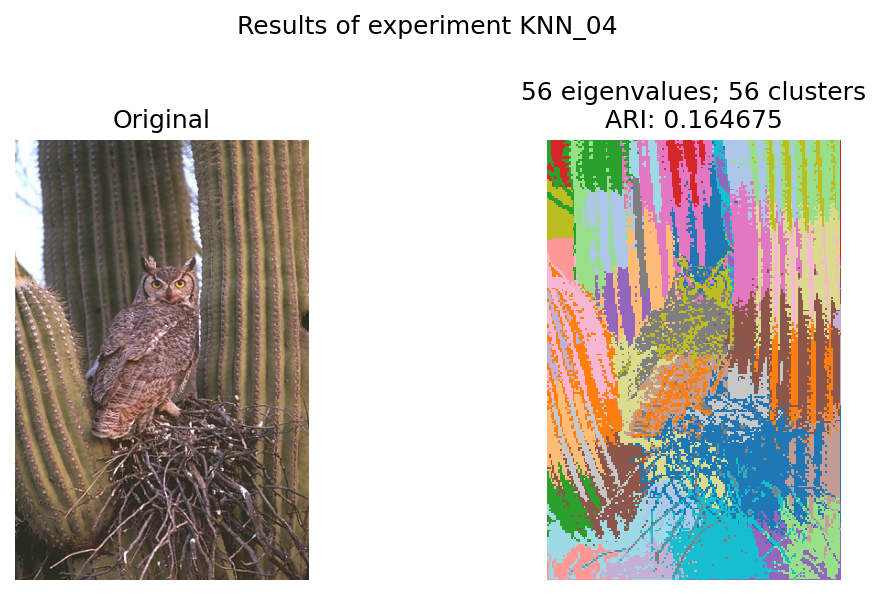 Results of experiment KNN_04
Original
56 eigenvalues; 56 clusters
ARI: 0.164675